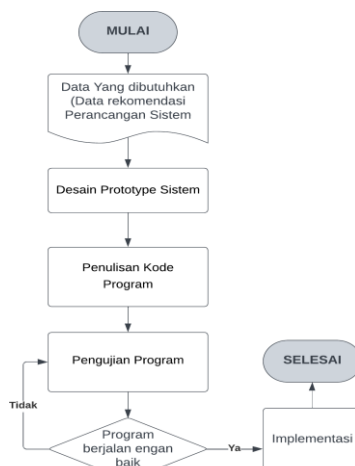 MULAI
Data Yang dibutuhkan
(Data rekomendasi
Perancangan Sistem
Desain Prototype Sistem
Penulisan Kode
Program
Pengujian Program
Tidak
Program
berjalan engan
baik
Ya
Implementasi
SELESAI